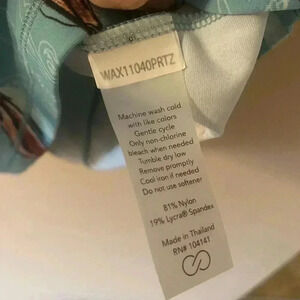 WAX11040PRTZ
Machine wash cold
with like colors
Gentle cycle
Only non-chlorine
bleach when needed
Tumble dry low
Remove promptly
Cool iron if needed
Do not use softener
81% Nylon
19% Lycra® Spandex
Made in Thailand
RN# 104141